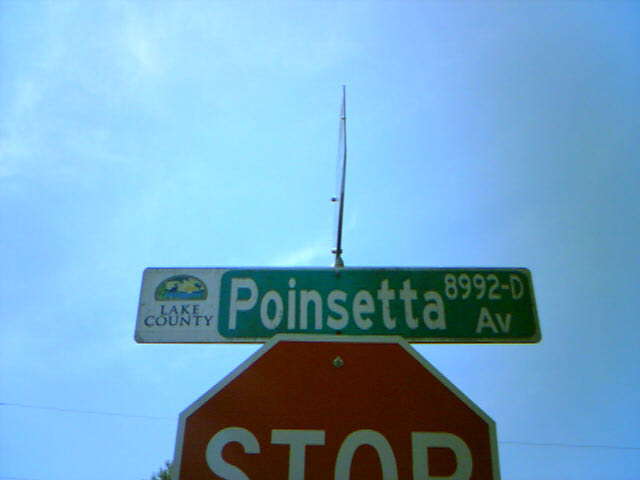 LAKE
COUNTY
Poinsetta 8992-D
Av
STOP